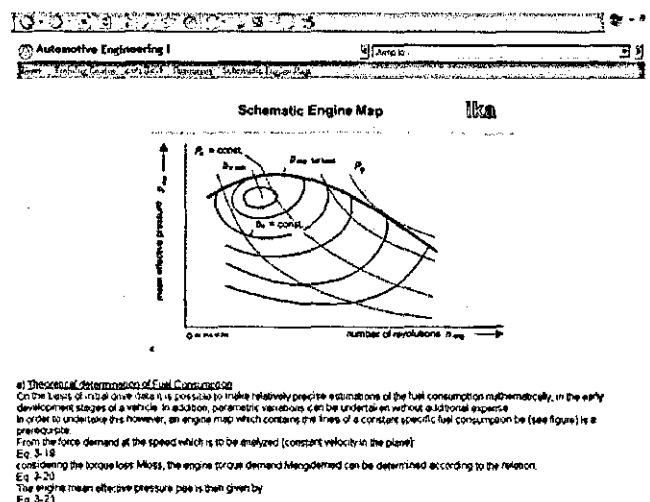 Automotive Engineering I
Jump to
Schematic Engine Map
ika
P_e = const.
b_e min
P_me full load
P_e
b_e = const.
mean effective pressure P_me
number of revolutions n_eng
a) Theoretical determination of Fuel Consumption
On the basis of initial drive data it is possible to make relatively precise estimations of the fuel consumption mathematically, in the early
development stages of a vehicle. In addition, parametric variations can be undertaken without additional expense
In order to undertake this however, an engine map which contains the lines of a constant specific fuel consumption be (see figure) is a
prerequisite.
From the force demand at the speed which is to be analyzed (constant velocity in the plane):
Eq. 3-19
considering the torque loss Mloss, the engine torque demand Mengdemed can be determined according to the relation.
Eq. 3-20
The engine mean effective pressure pme is then given by
Eq. 3-21